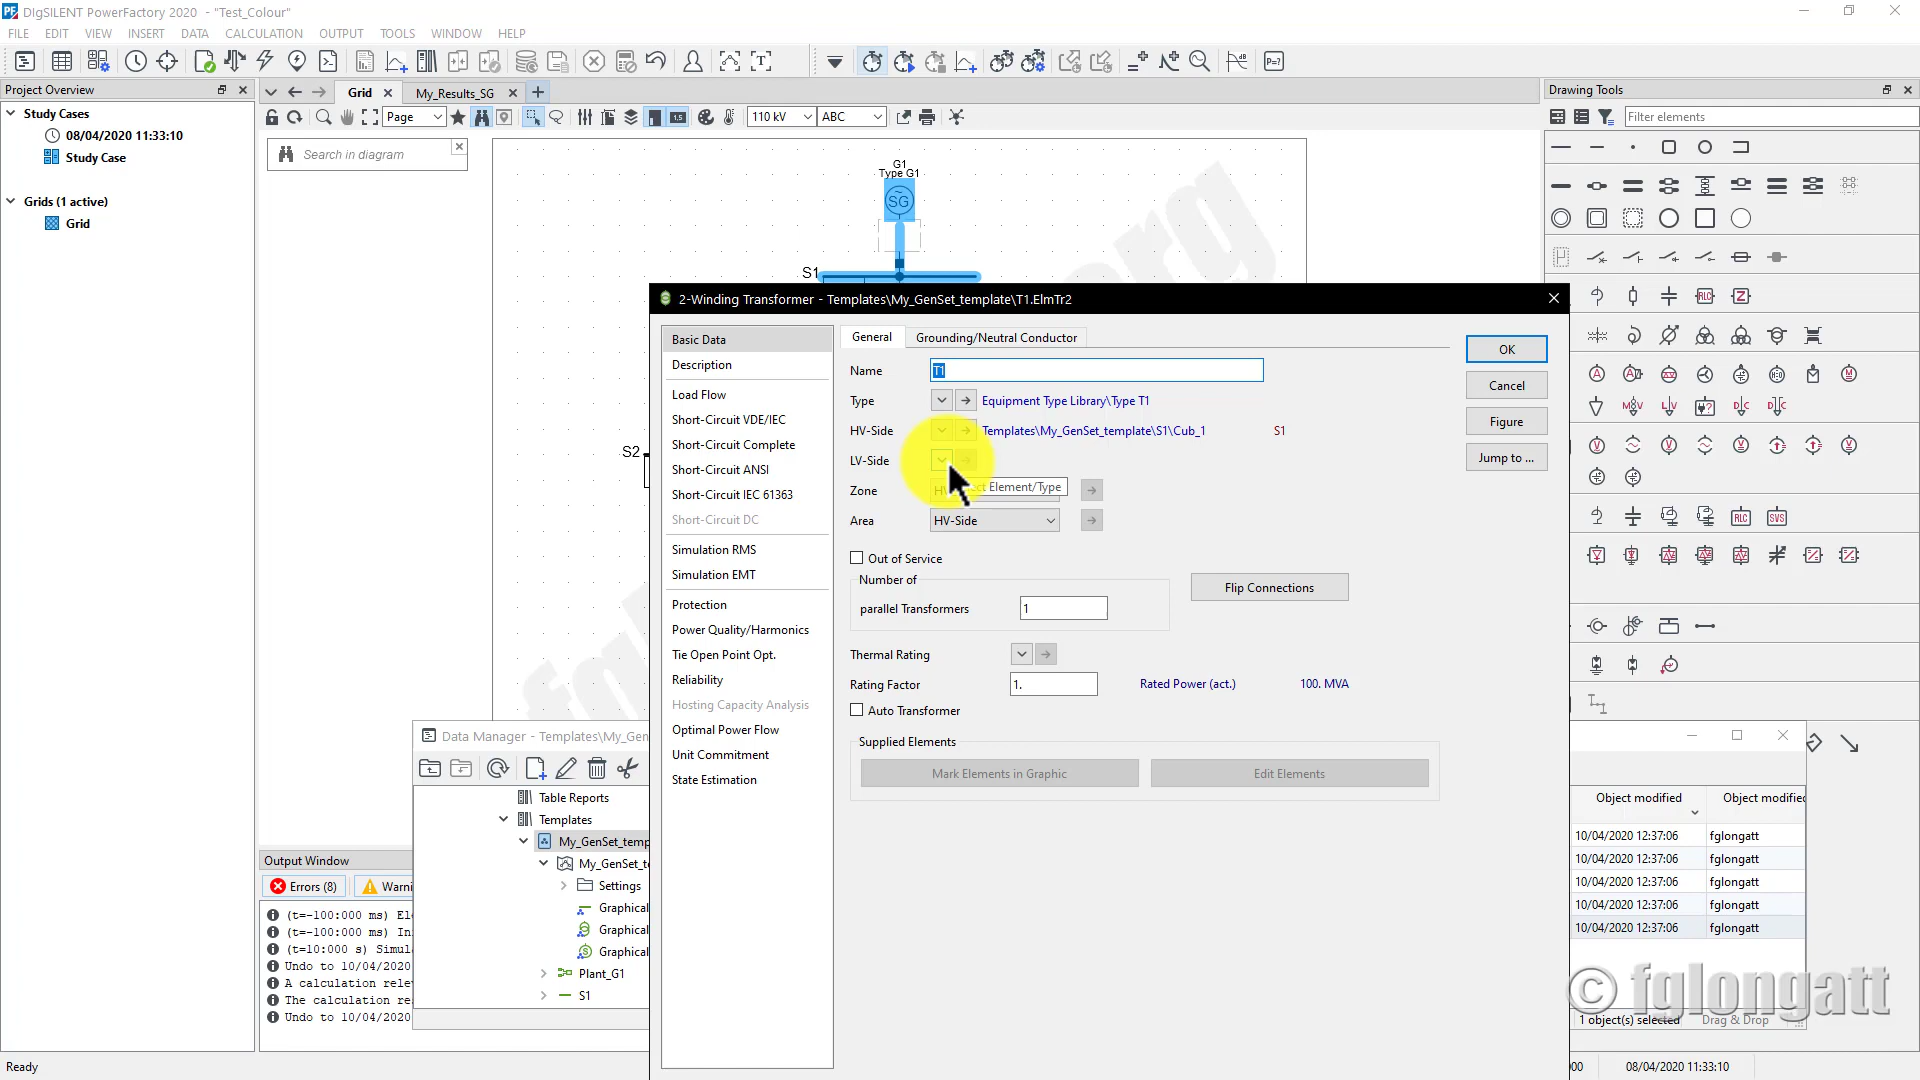 DIgSILENT PowerFactory 2020 - "Test_Colour"
FILE EDIT VIEW INSERT DATA CALCULATION OUTPUT TOOLS WINDOW HELP
Project Overview
Study Cases
08/04/2020 11:33:10
Study Case
Grids (1 active)
Grid
Grid My_Results_SG
Page 110 kV ABC
Search in diagram
G1
Type G1
SG
S1
S2
Drawing Tools
Filter elements
2-Winding Transformer - Templates\My_GenSet_template\T1.ElmTr2
Basic Data
Description
Load Flow
Short-Circuit VDE/IEC
Short-Circuit Complete
Short-Circuit ANSI
Short-Circuit IEC 61363
Short-Circuit DC
Simulation RMS
Simulation EMT
Protection
Power Quality/Harmonics
Tie Open Point Opt.
Reliability
Hosting Capacity Analysis
Optimal Power Flow
Unit Commitment
State Estimation
General Grounding/Neutral Conductor
Name T1
Type Equipment Type Library\Type T1
HV-Side Templates\My_GenSet_template\S1\Cub_1 S1
LV-Side
Element/Type
Zone
Area HV-Side
Out of Service
Number of
parallel Transformers 1
Flip Connections
Thermal Rating
Rating Factor 1. Rated Power (act.) 100. MVA
Auto Transformer
Supplied Elements
Mark Elements in Graphic Edit Elements
OK
Cancel
Figure
Jump to ...
Data Manager - Templates\My_Gen
Table Reports
Templates
My_GenSet_temp
My_GenSet_t
Settings
Graphical
Graphical
Graphical
Plant_G1
S1
Object modified Object modified
10/04/2020 12:37:06 fglongatt
10/04/2020 12:37:06 fglongatt
10/04/2020 12:37:06 fglongatt
10/04/2020 12:37:06 fglongatt
10/04/2020 12:37:06 fglongatt
1 object(s) selected Drag & Drop
© fglongatt
Output Window
Errors (8) Warni
(t=-100:000 ms) El
(t=-100:000 ms) In
(t=10:000 s) Simul
Undo to 10/04/2020
A calculation rele
The calculation re
Undo to 10/04/2020
Ready
08/04/2020 11:33:10